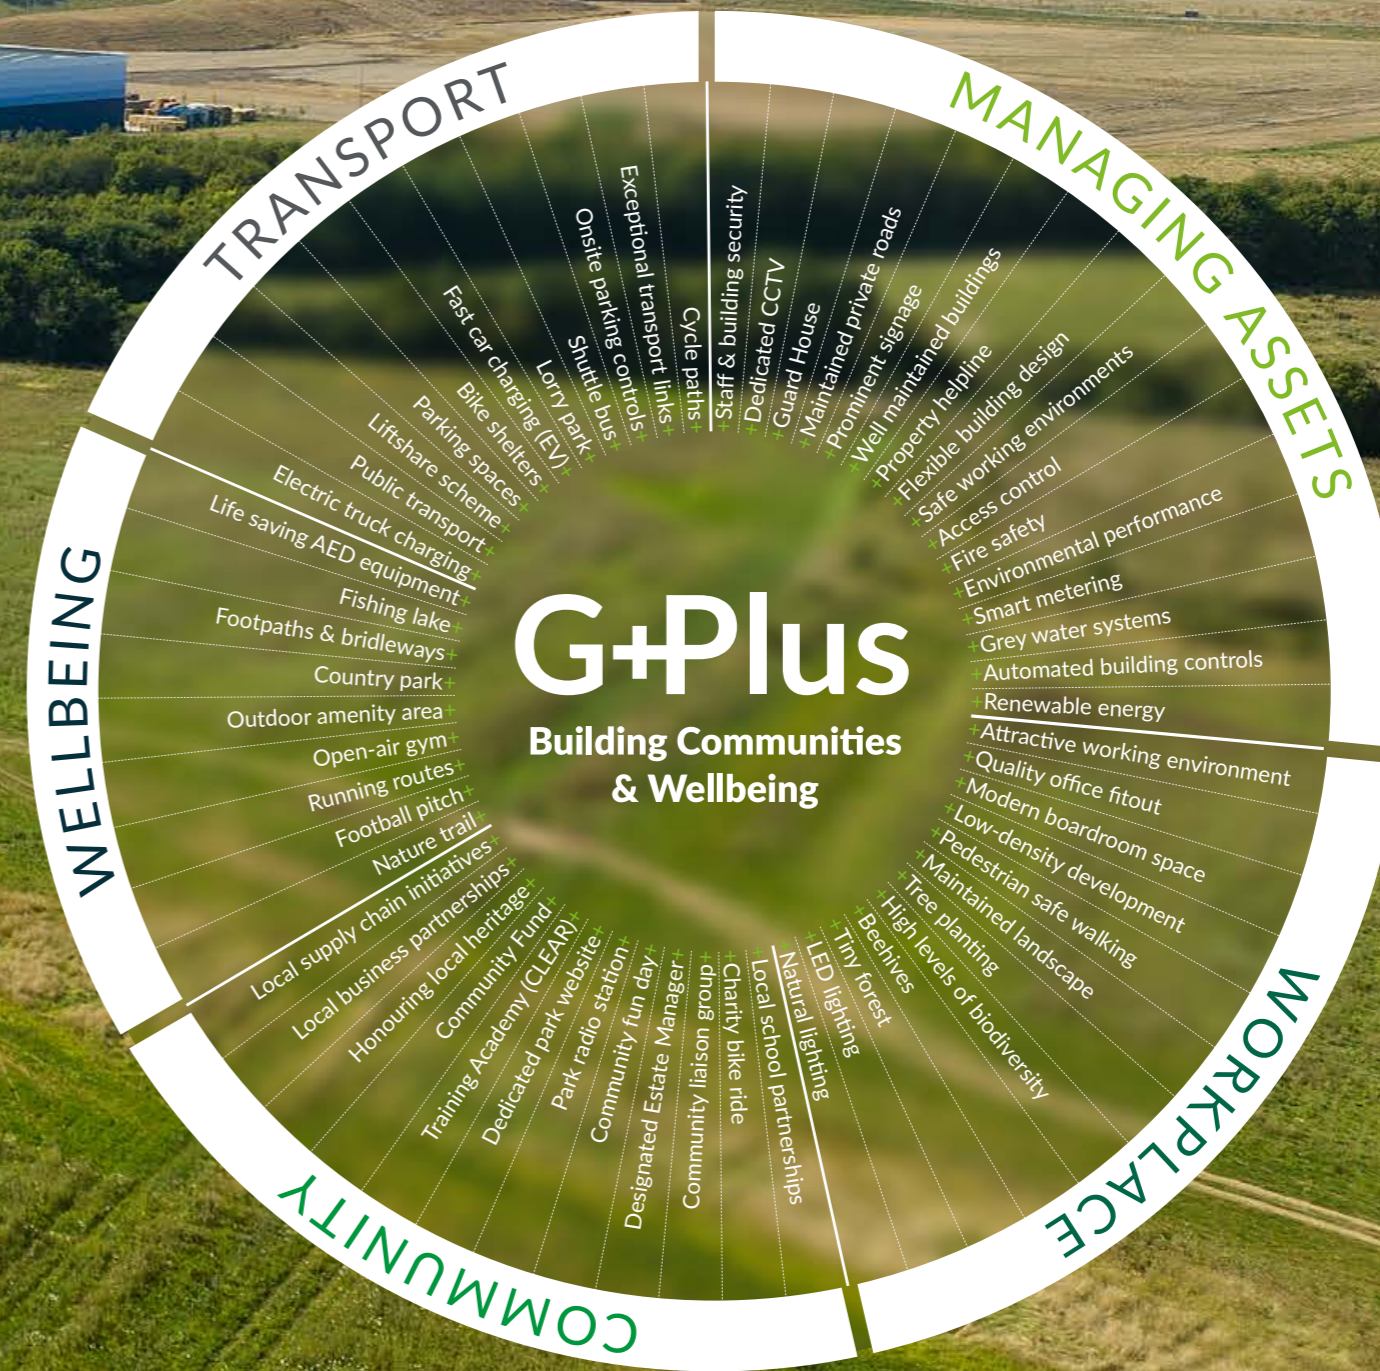 G+Plus
Building Communities
& Wellbeing
MANAGING ASSETS
+Staff & building security
+Dedicated CCTV
+Guard House
+Maintained private roads
+Prominent signage
+Well maintained buildings
+Property helpline
+Flexible building design
+Safe working environments
+Access control
+Fire safety
+Environmental performance
+Smart metering
+Grey water systems
+Automated building controls
+Renewable energy
WORKPLACE
+Attractive working environment
+Quality office fitout
+Modern boardroom space
+Low-density development
+Pedestrian safe walking
+Maintained landscape
+Tree planting
+High levels of biodiversity
+Beehives
+Tiny forest
+LED lighting
+Natural lighting
COMMUNITY
+Local school partnerships
+Charity bike ride
Community liaison group+
Designated Estate Manager+
Community fun day+
Park radio station+
Dedicated park website+
Training Academy (CLEAR)+
Community Fund+
Honouring local heritage+
Local business partnerships+
Local supply chain initiatives+
WELLBEING
Nature trail+
Football pitch+
Running routes+
Open-air gym+
Outdoor amenity area+
Country park+
Footpaths & bridleways+
Fishing lake+
Life saving AED equipment+
TRANSPORT
Electric truck charging+
Public transport+
Liftshare scheme+
Parking spaces+
Bike shelters+
Fast car charging (EV)+
Lorry park+
Shuttle bus+
Onsite parking controls+
Exceptional transport links+
Cycle paths+